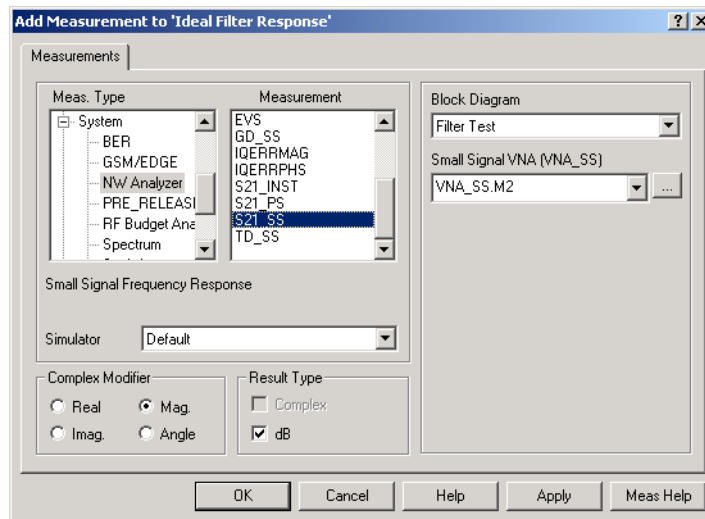 Add Measurement to 'Ideal Filter Response'
Measurements
Meas. Type
System
BER
GSM/EDGE
NW Analyzer
PRE_RELEASI
RF Budget Ana
Spectrum
Measurement
EVS
GD_SS
IQERRMAG
IQERRPHS
S21_INST
S21_PS
S21_SS
TD_SS
Small Signal Frequency Response
Simulator
Default
Complex Modifier
Real
Mag.
Imag.
Angle
Result Type
Complex
dB
Block Diagram
Filter Test
Small Signal VNA (VNA_SS)
VNA_SS.M2
...
OK
Cancel
Help
Apply
Meas Help